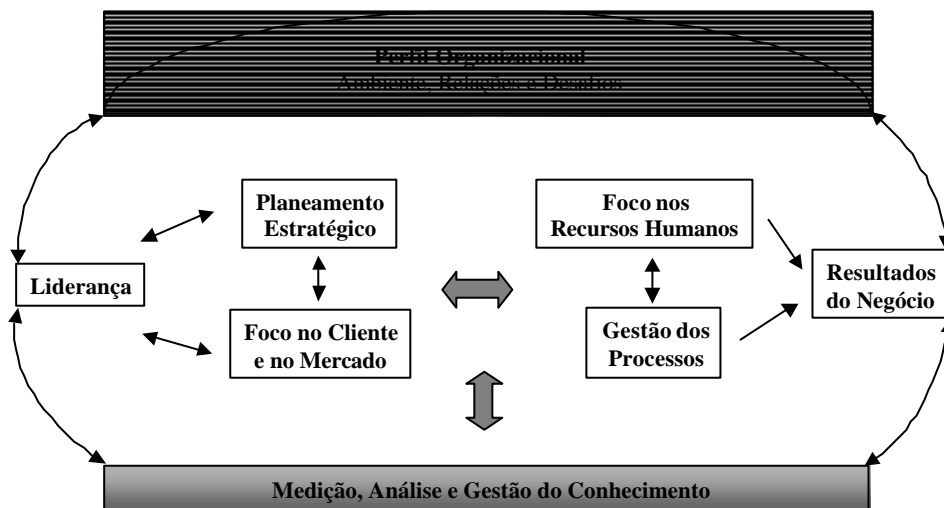 Perfil Organizacional
Ambiente, Relações e Desafios
Planeamento
Estratégico
Foco nos
Recursos Humanos
Liderança
Resultados
do Negócio
Foco no Cliente
e no Mercado
Gestão dos
Processos
Medição, Análise e Gestão do Conhecimento